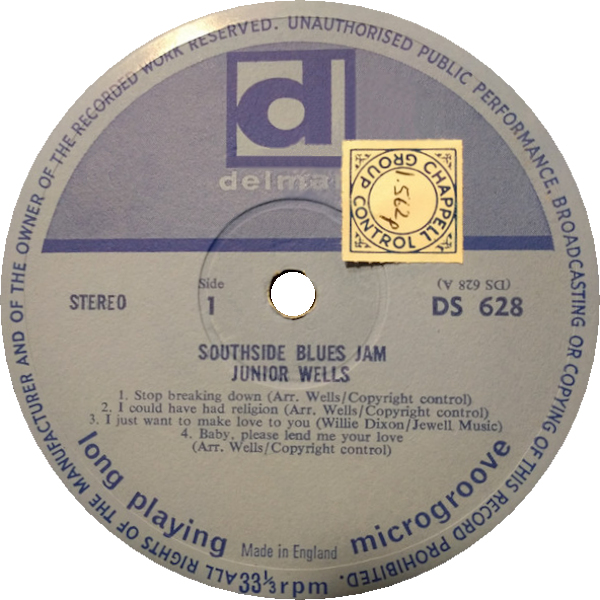 ALL RIGHTS OF THE MANUFACTURER AND OF THE OWNER OF THE RECORDED WORK RESERVED. UNAUTHORISED PUBLIC PERFORMANCE, BROADCASTING OR COPYING OF THIS RECORD PROHIBITED.
d
delmar
CHAPPELL
GROUP
CONTROL
Side
1
STEREO
(DS 628 A)
DS 628
SOUTHSIDE BLUES JAM
JUNIOR WELLS
1. Stop breaking down (Arr. Wells/Copyright control)
2. I could have had religion (Arr. Wells/Copyright control)
3. I just want to make love to you (Willie Dixon/Jewell Music)
4. Baby, please lend me your love
(Arr. Wells/Copyright control)
long playing
Made in England
microgroove
33⅓ rpm